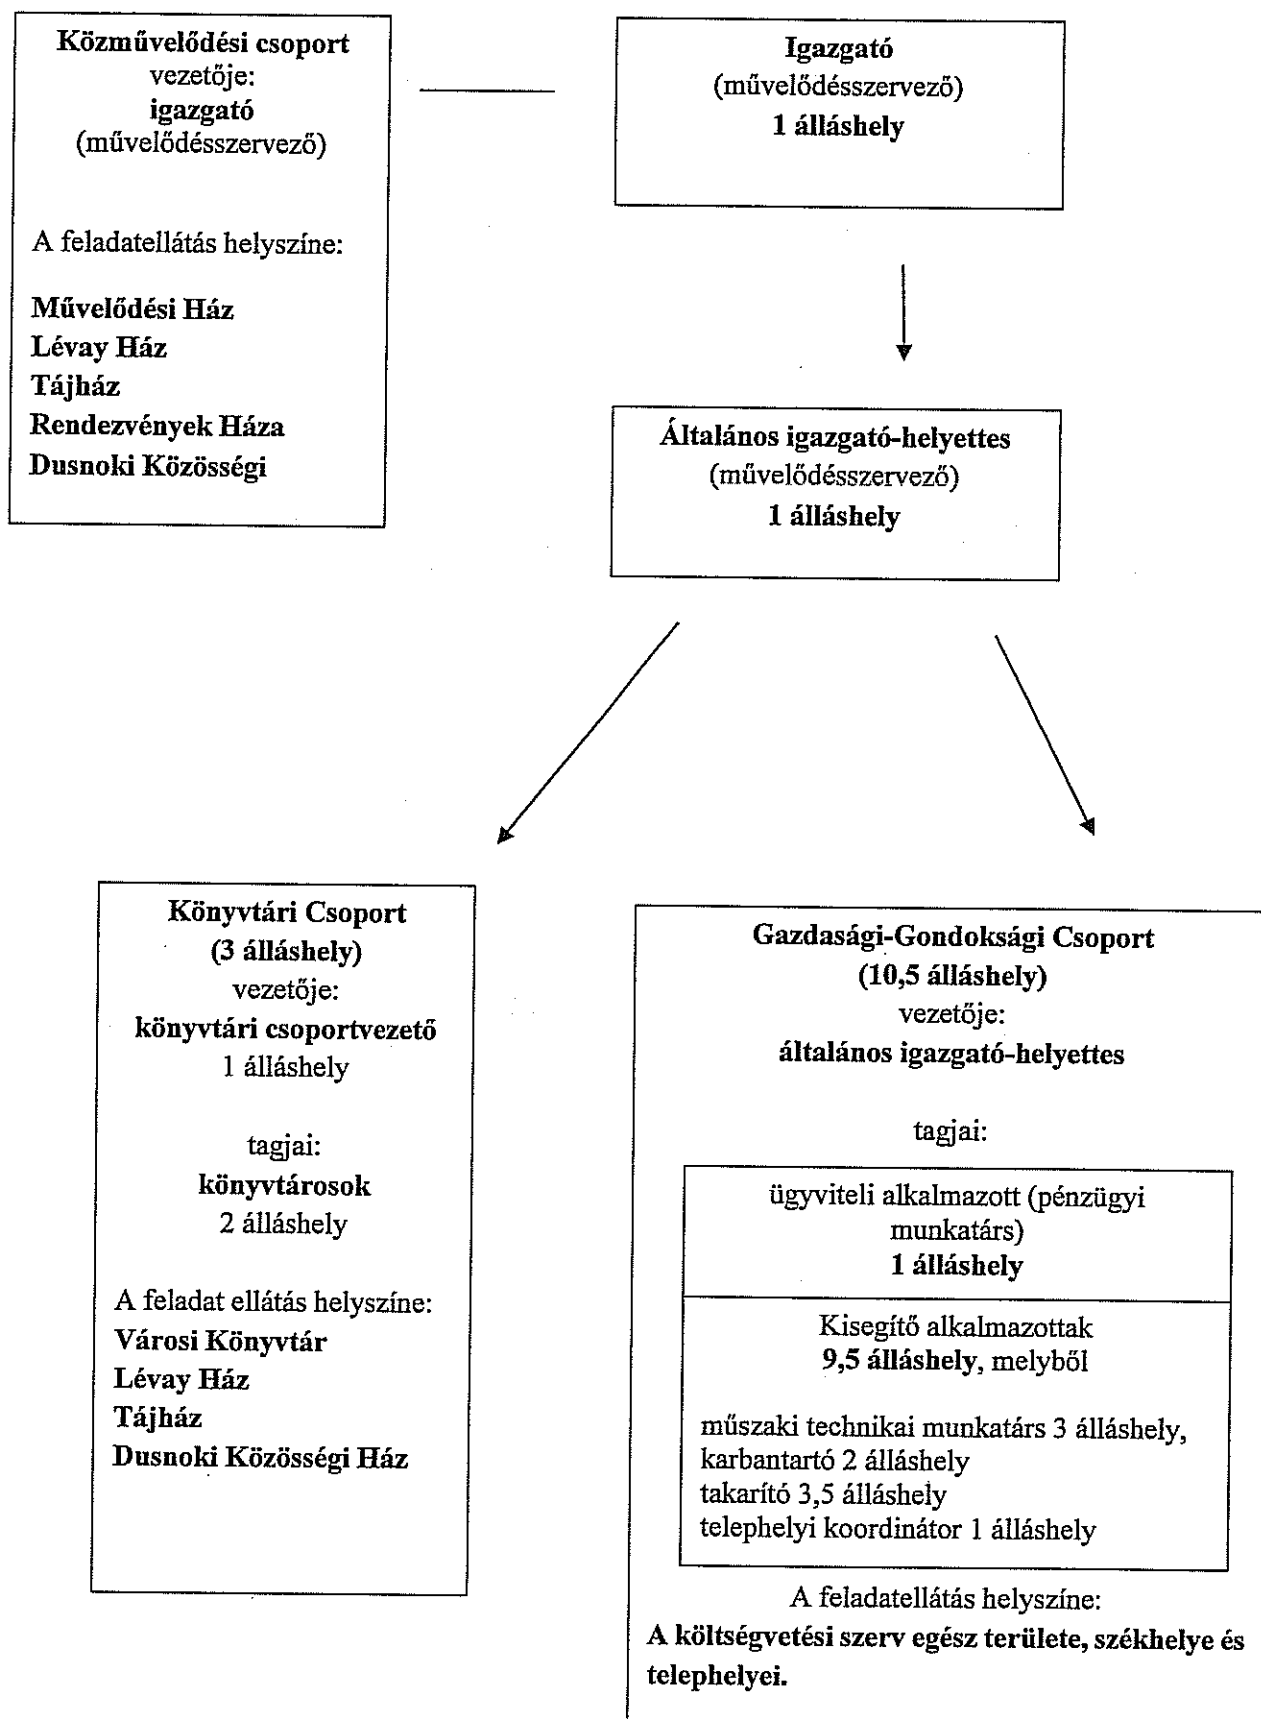 Közművelődési csoport
vezetője:
igazgató
(művelődésszervező)
A feladatellátás helyszíne:
Művelődési Ház
Lévay Ház
Tájház
Rendezvények Háza
Dusnoki Közösségi
Igazgató
(művelődésszervező)
1 álláshely
Általános igazgató-helyettes
(művelődésszervező)
1 álláshely
Könyvtári Csoport
(3 álláshely)
vezetője:
könyvtári csoportvezető
1 álláshely
tagjai:
könyvtárosok
2 álláshely
A feladat ellátás helyszíne:
Városi Könyvtár
Lévay Ház
Tájház
Dusnoki Közösségi Ház
Gazdasági-Gondoksági Csoport
(10,5 álláshely)
vezetője:
általános igazgató-helyettes
tagjai:
ügyviteli alkalmazott (pénzügyi
munkatárs)
1 álláshely
Kisegítő alkalmazottak
9,5 álláshely, melyből
műszaki technikai munkatárs 3 álláshely,
karbantartó 2 álláshely
takarító 3,5 álláshely
telephelyi koordinátor 1 álláshely
A feladatellátás helyszíne:
A költségvetési szerv egész területe, székhelye és
telephelyei.